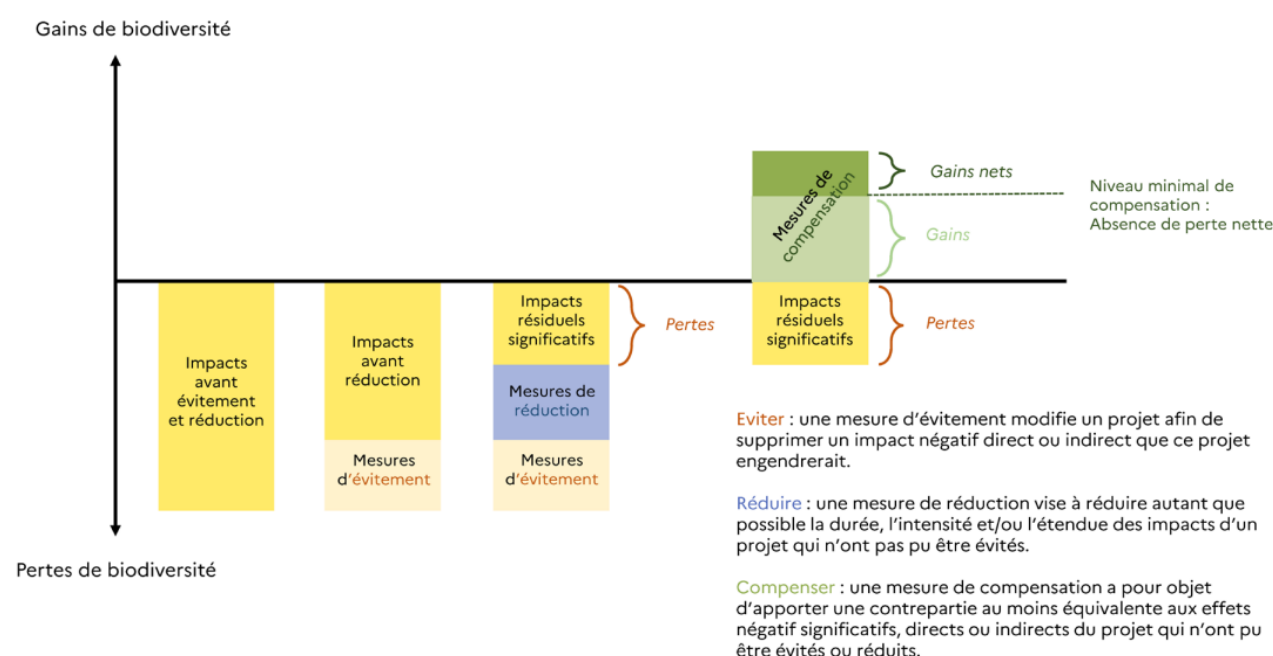 Gains de biodiversité
Mesures de
compensation
Gains nets
Niveau minimal de
compensation :
Absence de perte nette
Gains
Impacts
avant
évitement
et réduction
Impacts
avant
réduction
Mesures
d'évitement
Impacts
résiduels
significatifs
Pertes
Mesures de
réduction
Mesures
d'évitement
Impacts
résiduels
significatifs
Pertes
Pertes de biodiversité
Eviter : une mesure d'évitement modifie un projet afin de
supprimer un impact négatif direct ou indirect que ce projet
engendrerait.
Réduire : une mesure de réduction vise à réduire autant que
possible la durée, l'intensité et/ou l'étendue des impacts d'un
projet qui n'ont pas pu être évités.
Compenser : une mesure de compensation a pour objet
d'apporter une contrepartie au moins équivalente aux effets
négatif significatifs, directs ou indirects du projet qui n'ont pu
être évités ou réduits.